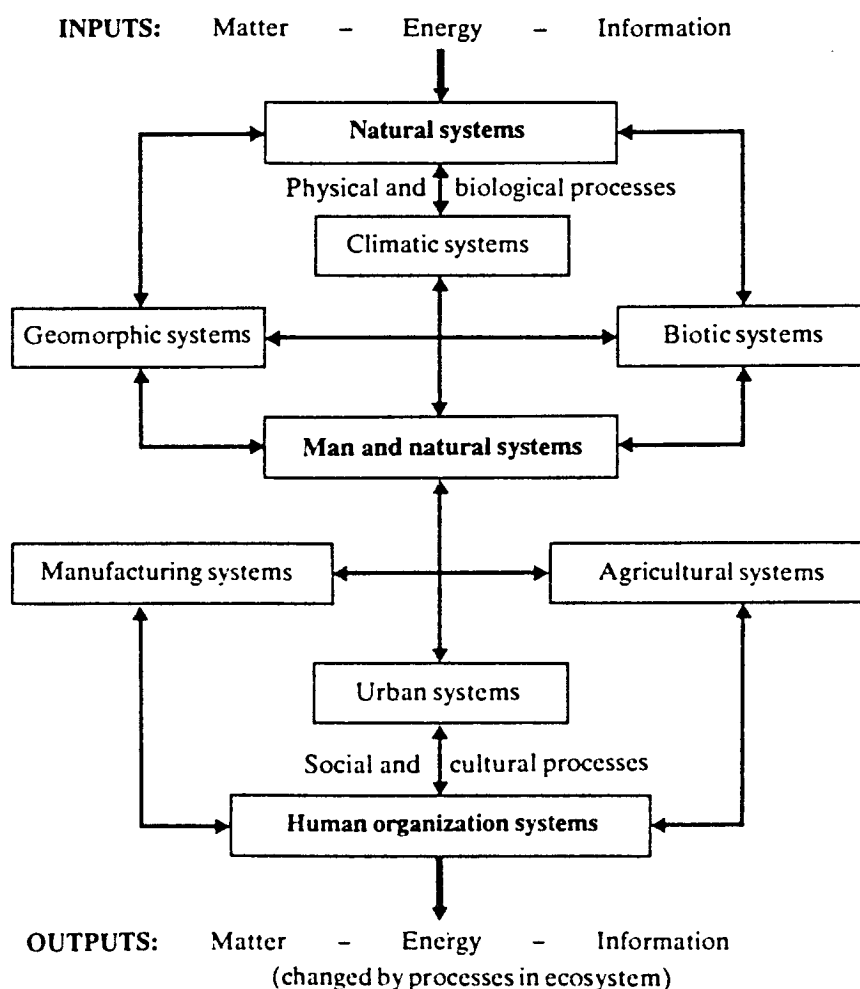 INPUTS: Matter – Energy – Information
Natural systems
Physical and biological processes
Climatic systems
Geomorphic systems Biotic systems
Man and natural systems
Manufacturing systems Agricultural systems
Urban systems
Social and cultural processes
Human organization systems
OUTPUTS: Matter – Energy – Information
(changed by processes in ecosystem)